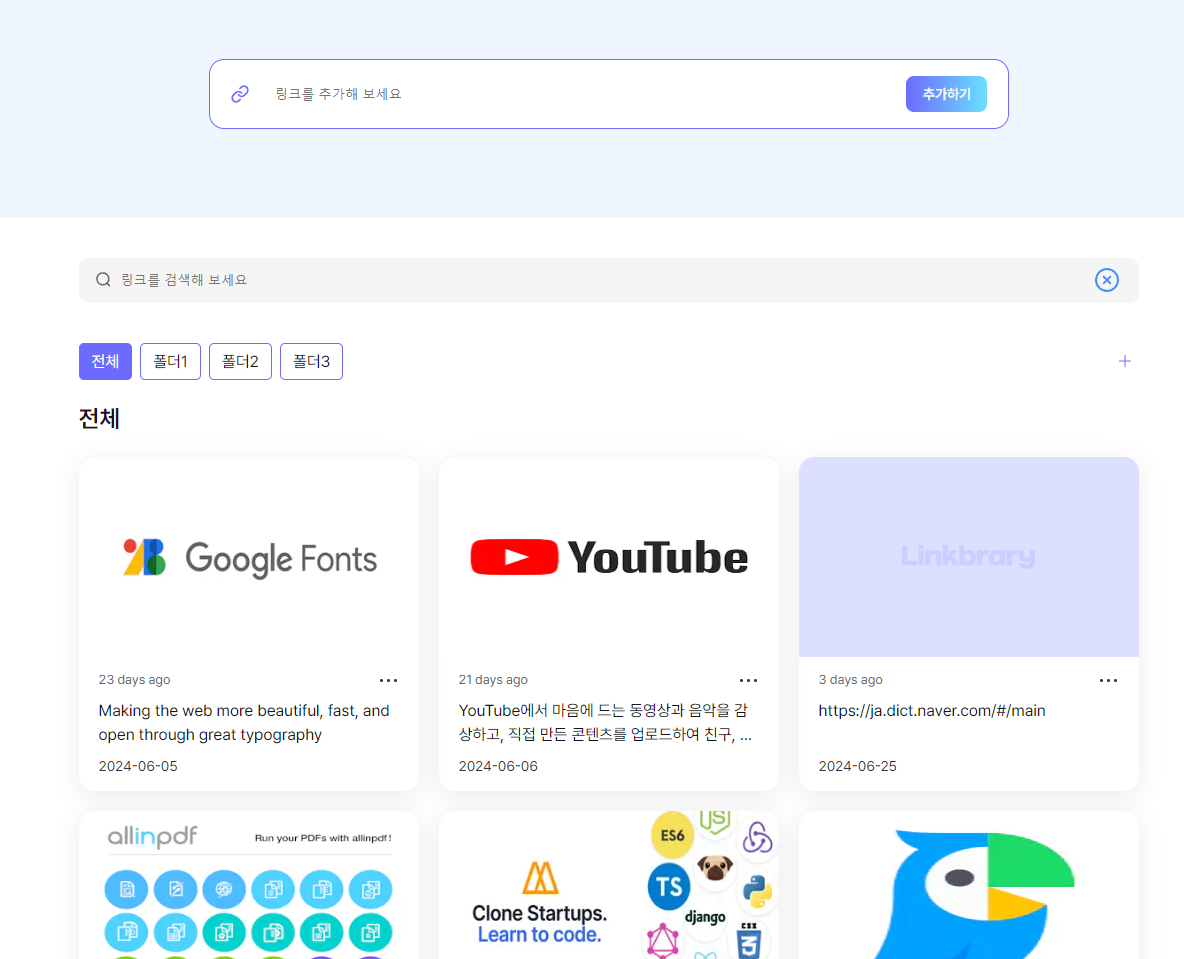 링크를 추가해 보세요
추가하기
링크를 검색해 보세요
전체
폴더1
폴더2
폴더3
전체
Google Fonts
YouTube
Linkbrary
23 days ago
Making the web more beautiful, fast, and
open through great typography
2024-06-05
21 days ago
YouTube에서 마음에 드는 동영상과 음악을 감
상하고, 직접 만든 콘텐츠를 업로드하여 친구, ...
2024-06-06
3 days ago
https://ja.dict.naver.com/#/main
2024-06-25
allinpdf
Run your PDFs with allinpdf!
Clone Startups.
Learn to code.
ES6
JS
TS
django
CSS
3